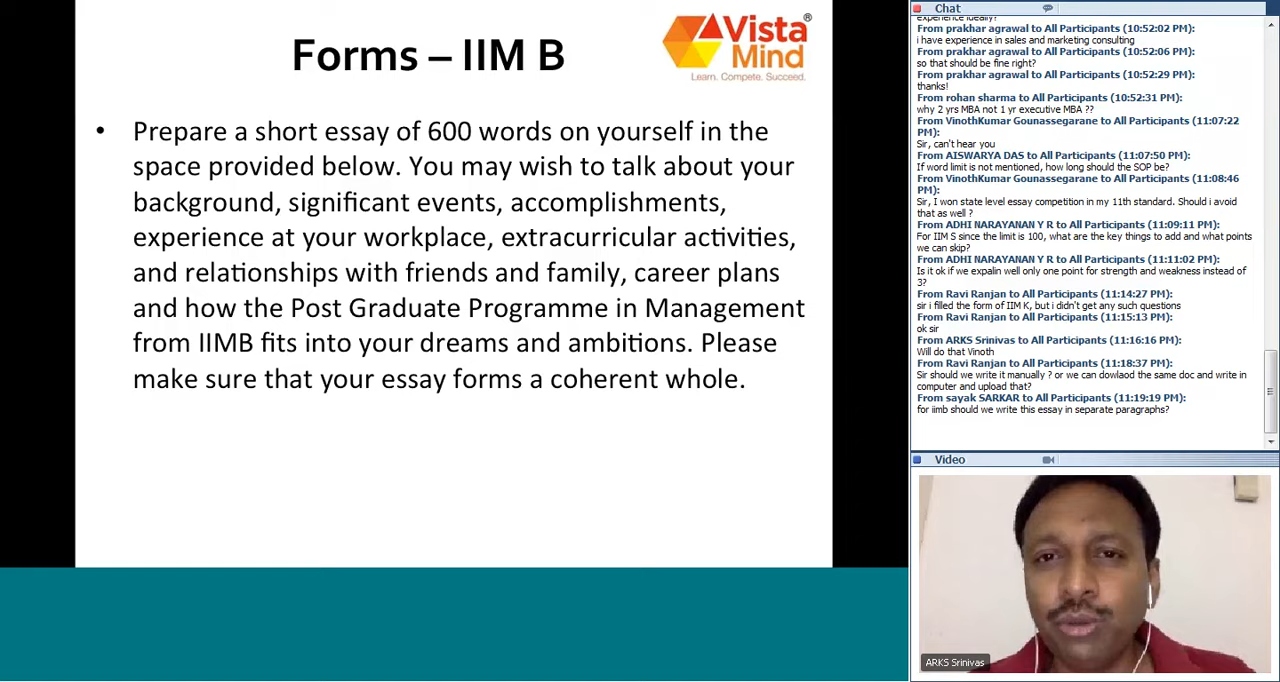 Forms – IIM B
Vista
Mind
®
Learn. Compete. Succeed.
• Prepare a short essay of 600 words on yourself in the
space provided below. You may wish to talk about your
background, significant events, accomplishments,
experience at your workplace, extracurricular activities,
and relationships with friends and family, career plans
and how the Post Graduate Programme in Management
from IIMB fits into your dreams and ambitions. Please
make sure that your essay forms a coherent whole.
Chat
experience ideally?
From prakhar agrawal to All Participants (10:52:02 PM):
i have experience in sales and marketing consulting
From prakhar agrawal to All Participants (10:52:06 PM):
so that should be fine right?
From prakhar agrawal to All Participants (10:52:29 PM):
thanks!
From rohan sharma to All Participants (10:52:31 PM):
why 2 yrs MBA not 1 yr executive MBA ??
From VinothKumar Gounassegarane to All Participants (11:07:22
PM):
Sir, can't hear you
From AISWARYA DAS to All Participants (11:07:50 PM):
If word limit is not mentioned, how long should the SOP be?
From VinothKumar Gounassegarane to All Participants (11:08:46
PM):
Sir, I won state level essay competition in my 11th standard. Should i avoid
that as well ?
From ADHI NARAYANAN Y R to All Participants (11:09:11 PM):
For IIM S since the limit is 100, what are the key things to add and what points
we can skip?
From ADHI NARAYANAN Y R to All Participants (11:11:02 PM):
Is it ok if we expalin well only one point for strength and weakness instead of
3?
From Ravi Ranjan to All Participants (11:14:27 PM):
sir i filled the form of IIM K, but i didn't get any such questions
From Ravi Ranjan to All Participants (11:15:13 PM):
ok sir
From ARKS Srinivas to All Participants (11:16:16 PM):
Will do that Vinoth
From Ravi Ranjan to All Participants (11:18:37 PM):
Sir should we write it manually ? or we can dowlaod the same doc and write in
computer and upload that?
From sayak SARKAR to All Participants (11:19:19 PM):
for iimb should we write this essay in separate paragraphs?
Video
ARKS Srinivas